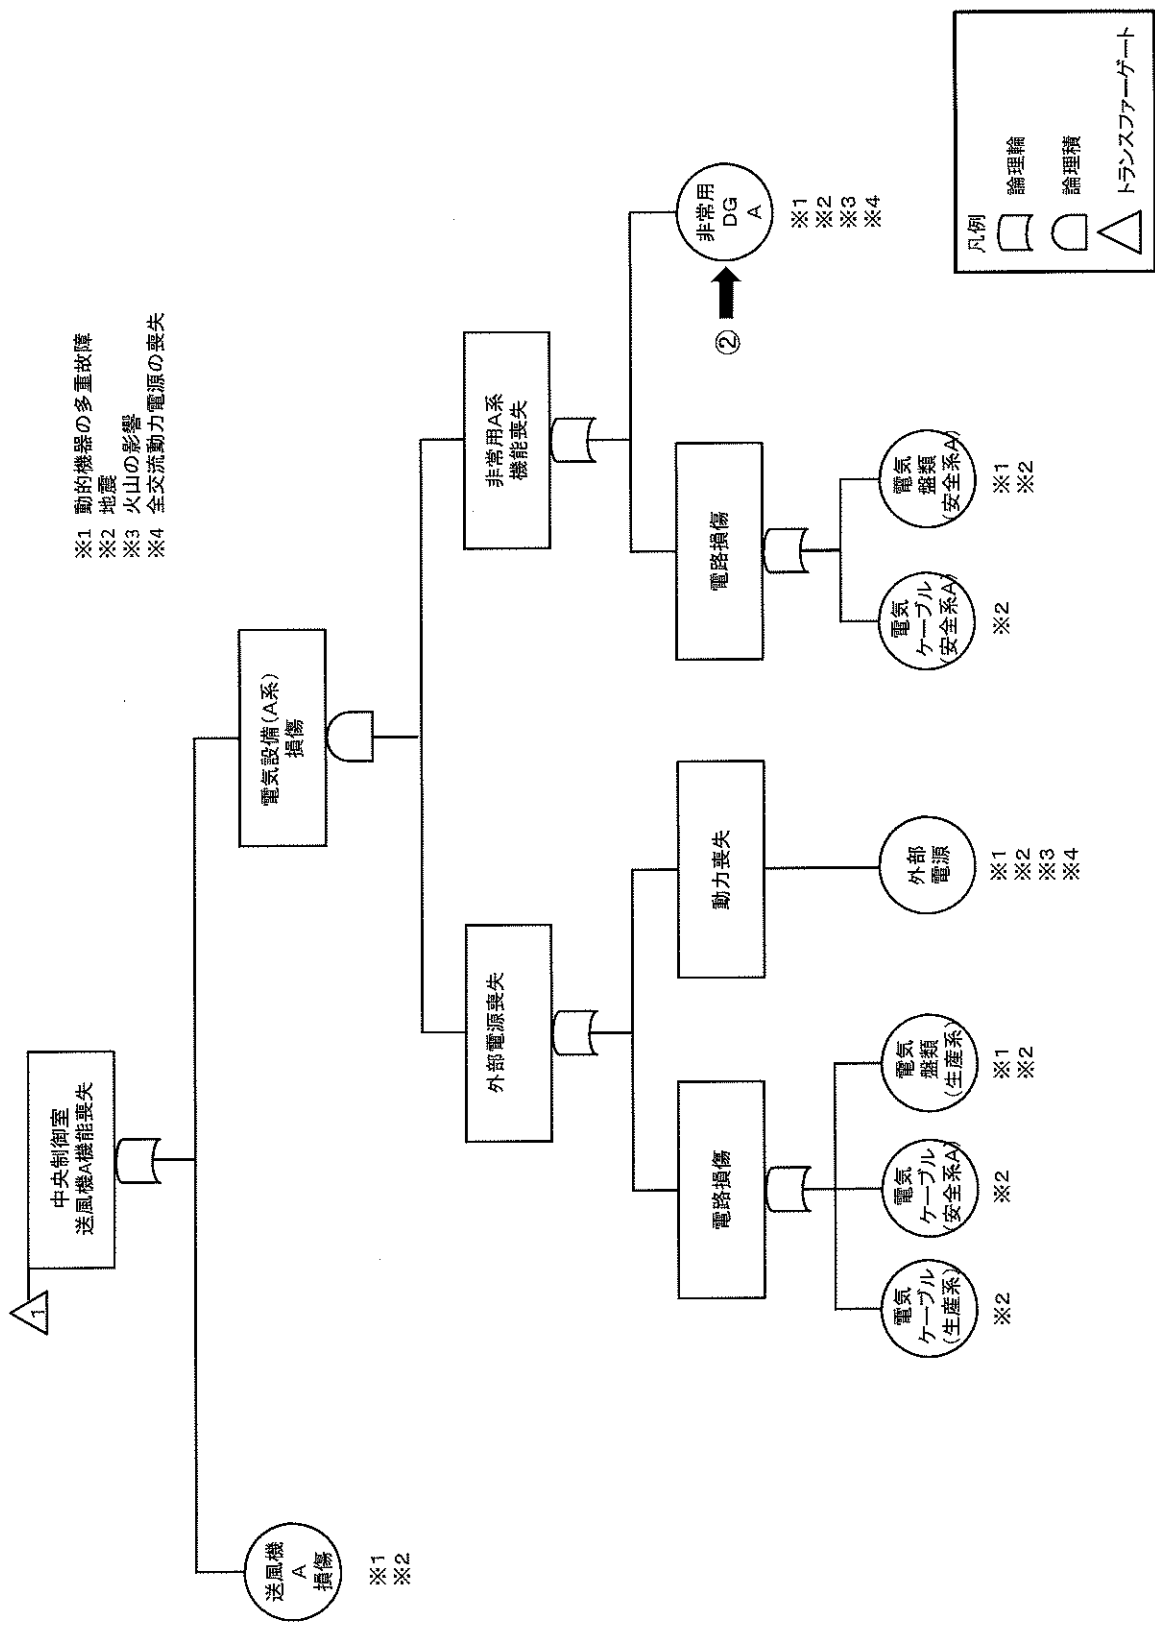 1
中央制御室
送風機A機能喪失
※1 動的機器の多重故障
※2 地震
※3 火山の影響
※4 全交流動力電源の喪失
送風機
A
損傷
※1
※2
電気設備(A系)
損傷
外部電源喪失
非常用A系
機能喪失
電路損傷
動力喪失
電路損傷
②
非常用
DG
A
※1
※2
※3
※4
電気
ケーブル
(生産系)
※2
電気
ケーブル
(安全系A)
※2
電気
盤類
(生産系)
※1
※2
外部
電源
※1
※2
※3
※4
電気
ケーブル
(安全系A)
※2
電気
盤類
(安全系A)
※1
※2
凡例
論理輪
論理積
トランスファーゲート